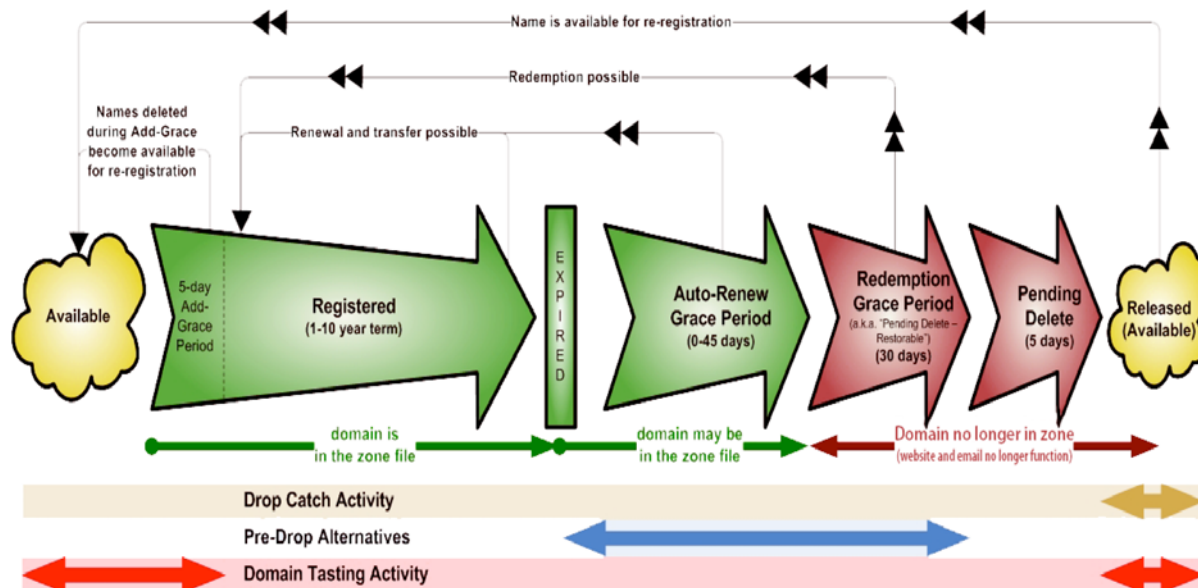 Name is available for re-registration
Redemption possible
Names deleted
during Add-Grace
become available
for re-registration
Renewal and transfer possible
Available
5-day
Add-
Grace
Period
Registered
(1-10 year term)
EXPIRED
Auto-Renew
Grace Period
(0-45 days)
Redemption
Grace Period
(a.k.a. "Pending Delete –
Restorable")
(30 days)
Pending
Delete
(5 days)
Released
(Available)
domain is
in the zone file
domain may be
in the zone file
Domain no longer in zone
(website and email no longer function)
Drop Catch Activity
Pre-Drop Alternatives
Domain Tasting Activity